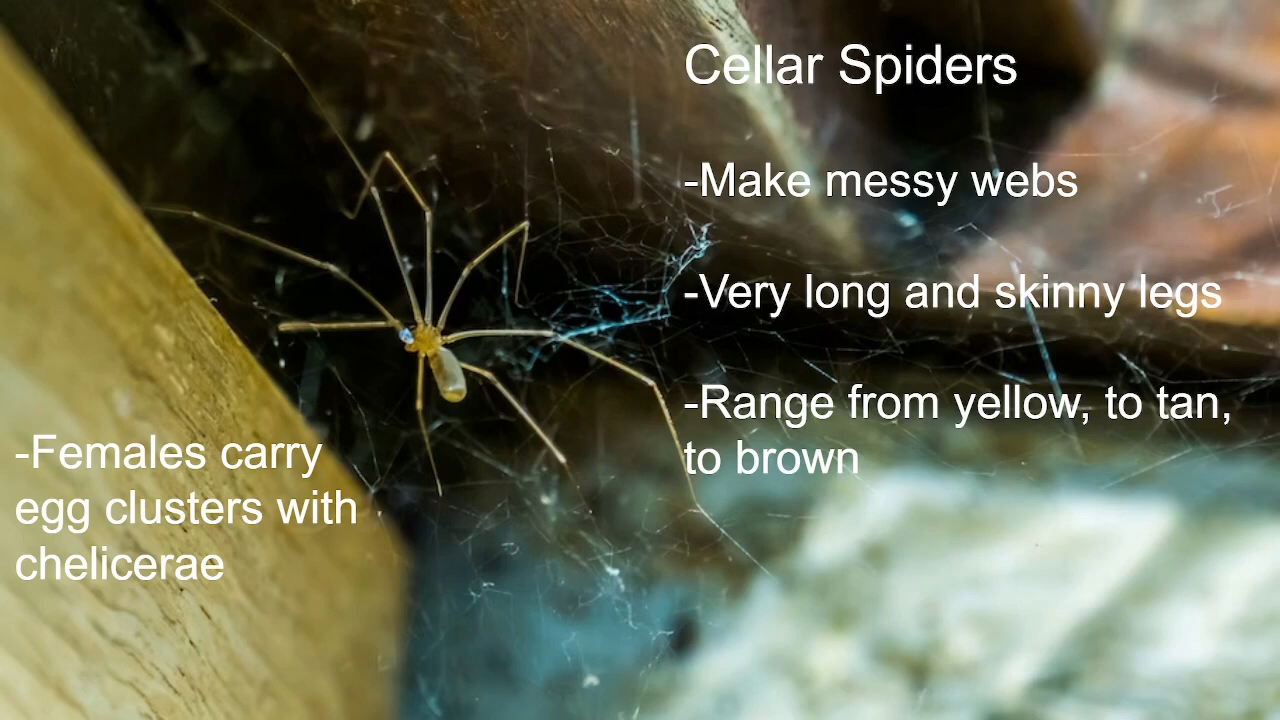 Cellar Spiders
-Make messy webs
-Very long and skinny legs
-Range from yellow, to tan,
to brown
-Females carry
egg clusters with
chelicerae